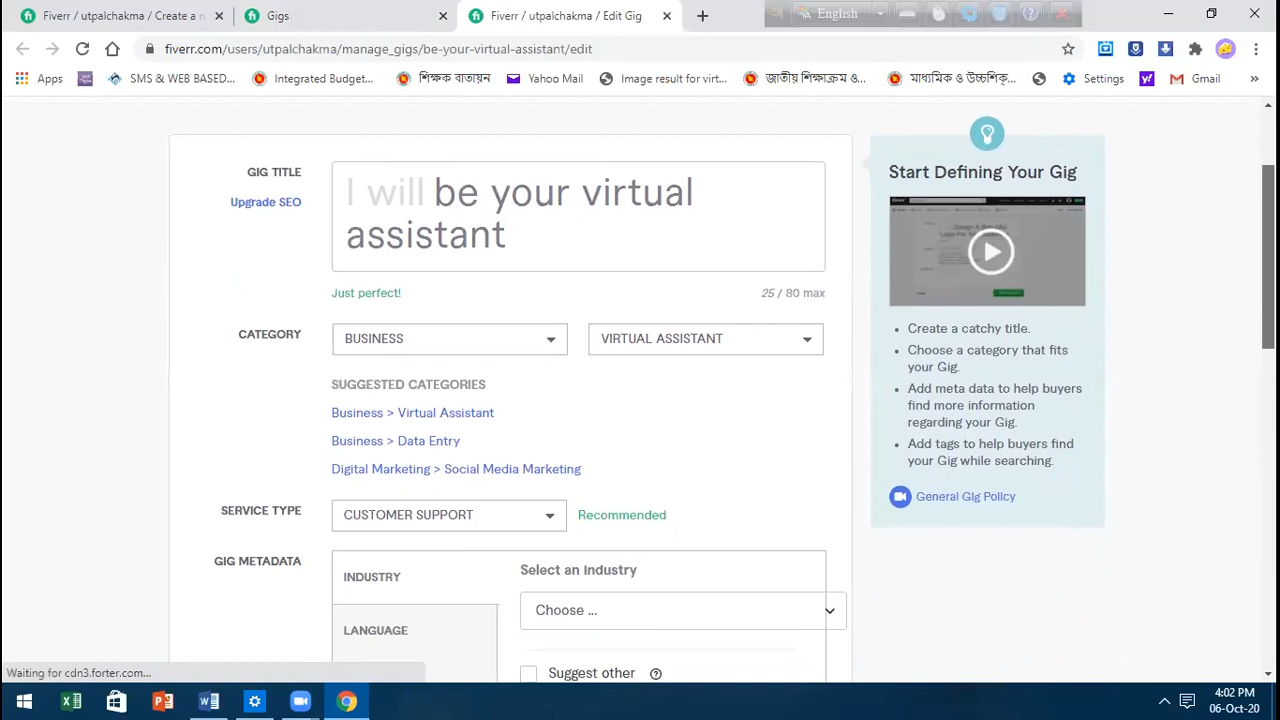 Fiverr / utpalchakma / Create a n
Gigs
Fiverr / utpalchakma / Edit Gig
English
fiverr.com/users/utpalchakma/manage_gigs/be-your-virtual-assistant/edit
Apps
SMS & WEB BASED...
Integrated Budget...
শিক্ষক বাতায়ন
Yahoo Mail
Image result for virt...
জাতীয় শিক্ষাক্রম ও...
মাধ্যমিক ও উচ্চশিক্...
Settings
Gmail
GIG TITLE
Upgrade SEO
I will be your virtual
assistant
Just perfect!
25 / 80 max
CATEGORY
BUSINESS
VIRTUAL ASSISTANT
SUGGESTED CATEGORIES
Business > Virtual Assistant
Business > Data Entry
Digital Marketing > Social Media Marketing
SERVICE TYPE
CUSTOMER SUPPORT
Recommended
GIG METADATA
INDUSTRY
LANGUAGE
Select an industry
Choose ...
Suggest other
Start Defining Your Gig
Create a catchy title.
Choose a category that fits
your Gig.
Add meta data to help buyers
find more information
regarding your Gig.
Add tags to help buyers find
your Gig while searching.
General Gig Policy
Waiting for cdn3.forter.com...
4:02 PM
06-Oct-20